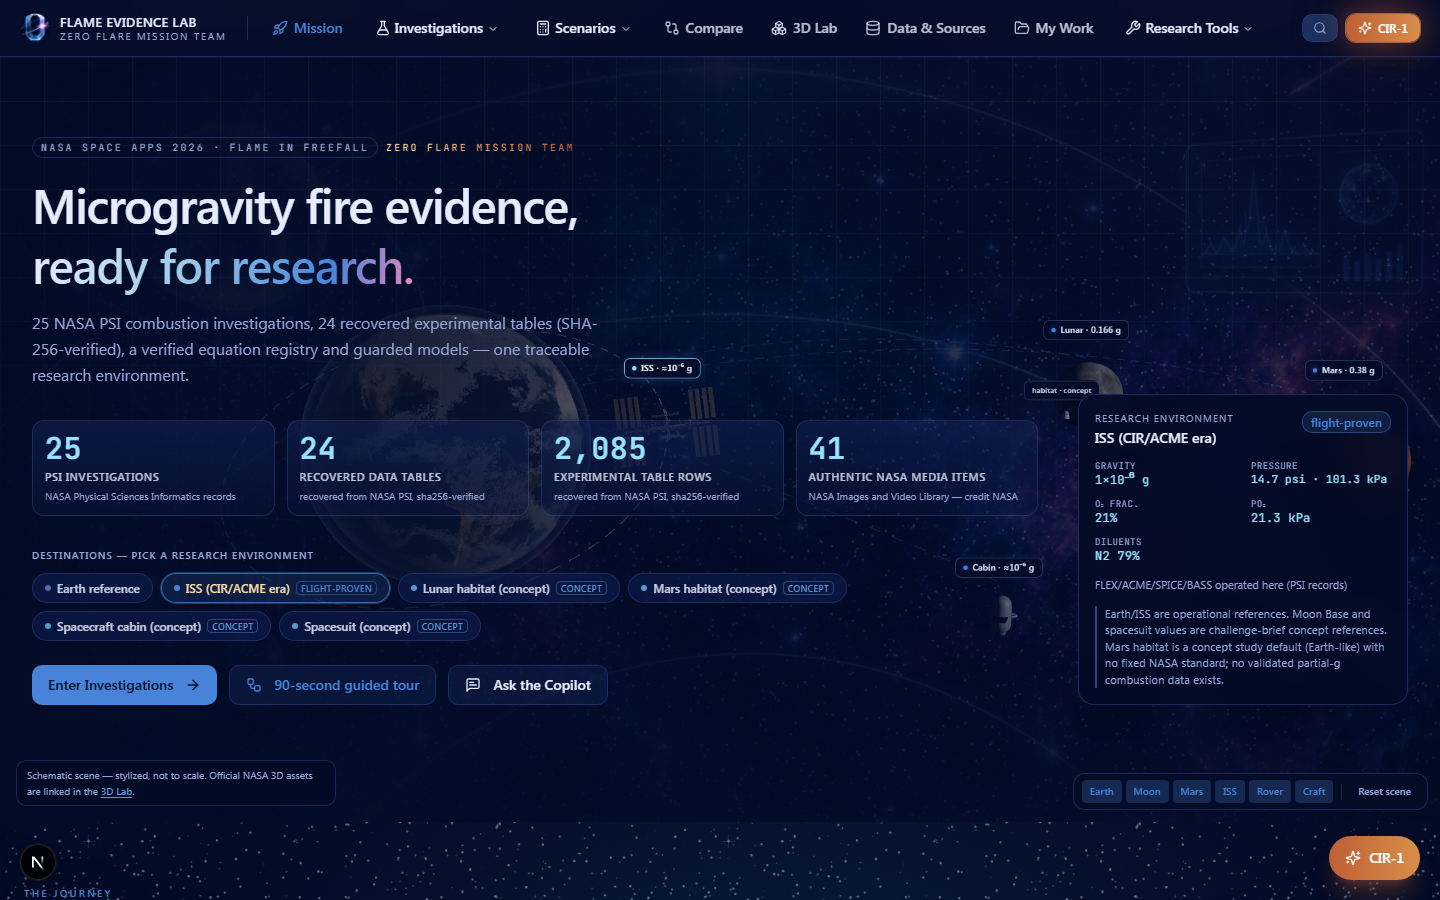 FLAME EVIDENCE LAB
ZERO FLARE MISSION TEAM
Mission
Investigations
Scenarios
Compare
3D Lab
Data & Sources
My Work
Research Tools
CIR-1
NASA SPACE APPS 2026 · FLAME IN FREEFALL
ZERO FLARE MISSION TEAM
Microgravity fire evidence,
ready for research.
25 NASA PSI combustion investigations, 24 recovered experimental tables (SHA-
256-verified), a verified equation registry and guarded models — one traceable
research environment.
ISS · ≈10⁻⁶ g
Lunar · 0.166 g
Mars · 0.38 g
habitat · concept
Cabin · ≈10⁻⁶ g
25
PSI INVESTIGATIONS
NASA Physical Sciences Informatics records
24
RECOVERED DATA TABLES
recovered from NASA PSI, sha256-verified
2,085
EXPERIMENTAL TABLE ROWS
recovered from NASA PSI, sha256-verified
41
AUTHENTIC NASA MEDIA ITEMS
NASA Images and Video Library — credit NASA
DESTINATIONS — PICK A RESEARCH ENVIRONMENT
Earth reference
ISS (CIR/ACME era) FLIGHT-PROVEN
Lunar habitat (concept) CONCEPT
Mars habitat (concept) CONCEPT
Spacecraft cabin (concept) CONCEPT
Spacesuit (concept) CONCEPT
Enter Investigations →
90-second guided tour
Ask the Copilot
RESEARCH ENVIRONMENT
ISS (CIR/ACME era)
flight-proven
GRAVITY
1×10⁻⁶ g
PRESSURE
14.7 psi · 101.3 kPa
O₂ FRAC.
21%
PO₂
21.3 kPa
DILUENTS
N2 79%
FLEX/ACME/SPICE/BASS operated here (PSI records)
Earth/ISS are operational references. Moon Base and
spacesuit values are challenge-brief concept references.
Mars habitat is a concept study default (Earth-like) with
no fixed NASA standard; no validated partial-g
combustion data exists.
Schematic scene — stylized, not to scale. Official NASA 3D assets
are linked in the 3D Lab.
Earth
Moon
Mars
ISS
Rover
Craft
Reset scene
N
CIR-1
THE JOURNEY